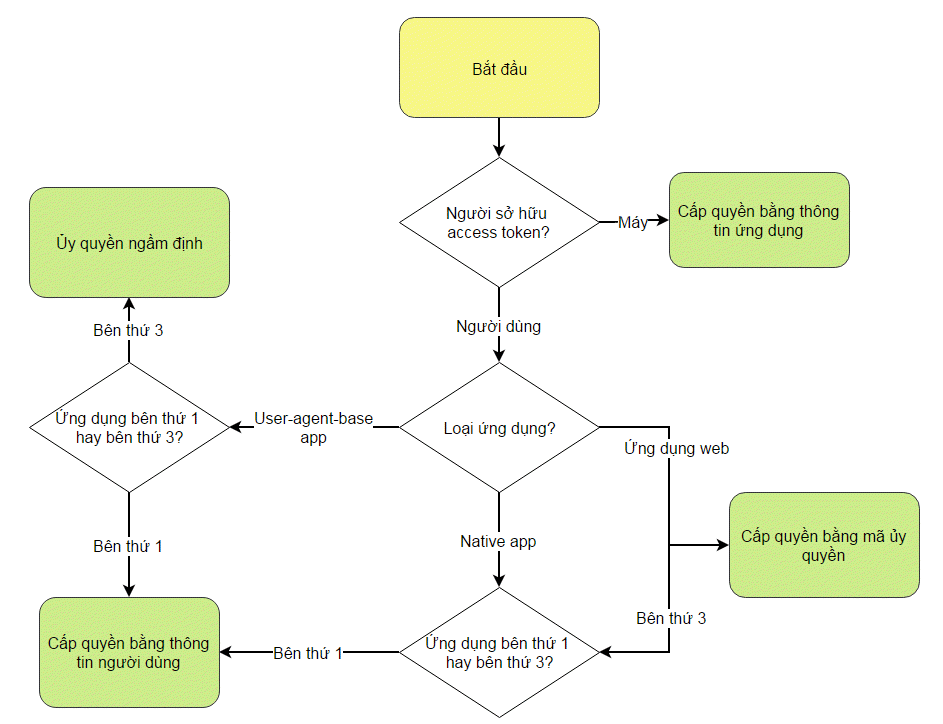 Bắt đầu
Người sở hữu
access token?
Máy
Cấp quyền bằng thông
tin ứng dụng
Ủy quyền ngầm định
Người dùng
Bên thứ 3
Ứng dụng bên thứ 1
hay bên thứ 3?
User-agent-base
app
Loại ứng dụng?
Ứng dụng web
Bên thứ 1
Native app
Cấp quyền bằng mã ủy
quyền
Bên thứ 3
Cấp quyền bằng thông
tin người dùng
Bên thứ 1
Ứng dụng bên thứ 1
hay bên thứ 3?